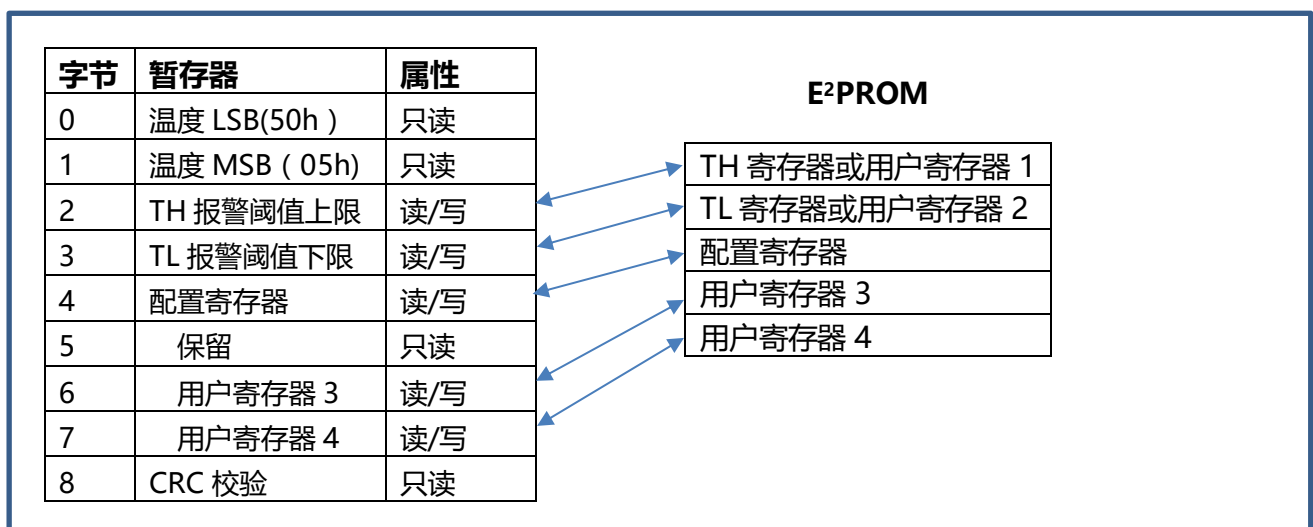 字节 暂存器 属性
0 温度 LSB(50h ) 只读
1 温度 MSB ( 05h) 只读
2 TH 报警阈值上限 读/写
3 TL 报警阈值下限 读/写
4 配置寄存器 读/写
5 保留 只读
6 用户寄存器 3 读/写
7 用户寄存器 4 读/写
8 CRC 校验 只读
E²PROM
TH 寄存器或用户寄存器 1
TL 寄存器或用户寄存器 2
配置寄存器
用户寄存器 3
用户寄存器 4